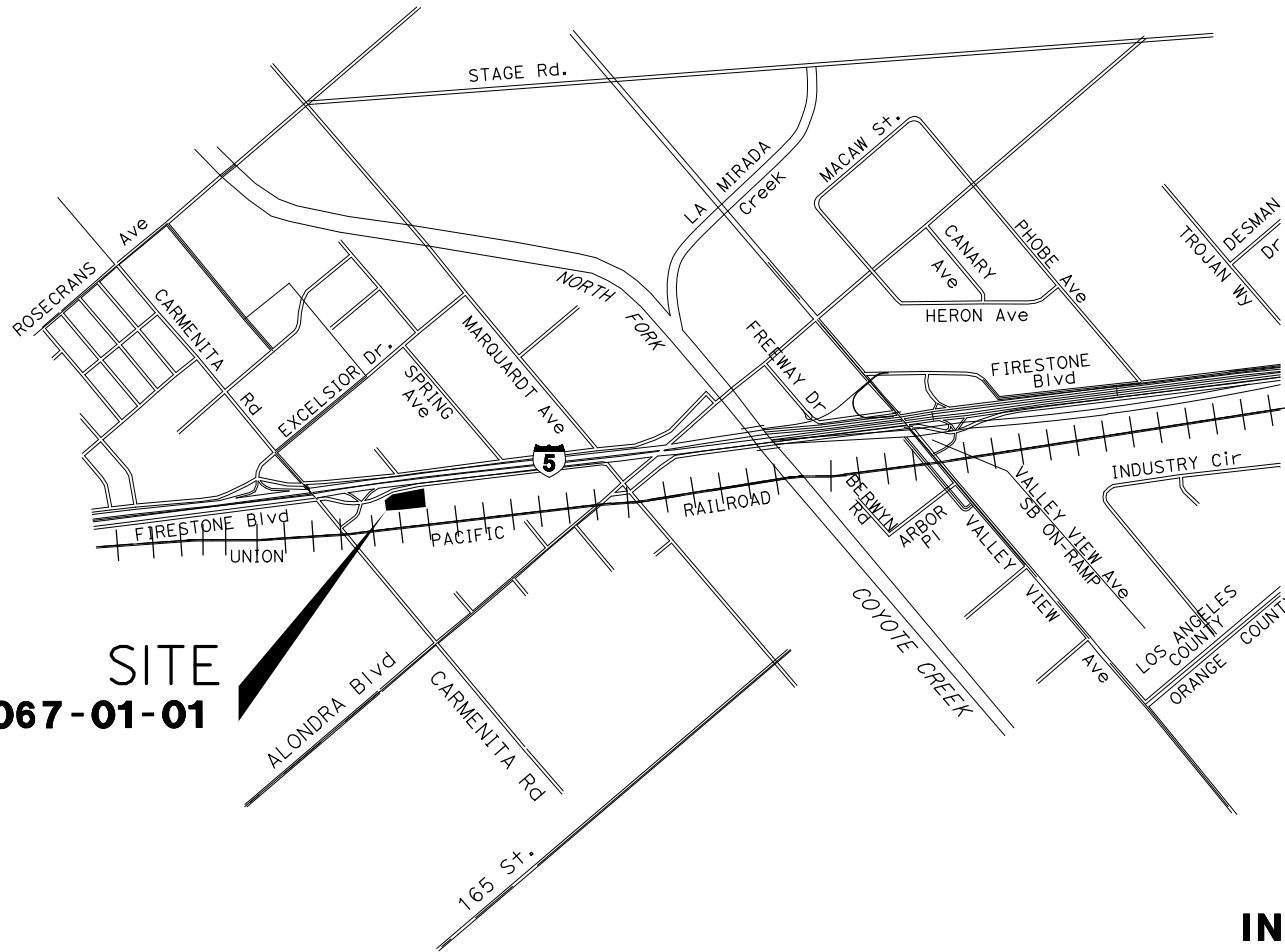 STAGE Rd.
ROSECRANS Ave
CARMENITA Rd
EXCELSIOR Dr.
SPRING
Ave
MARQUARDT Ave
NORTH FORK
LA MIRADA
Creek
MACAW St.
CANARY
Ave
PHOBE Ave
HERON Ave
TROJAN Wy
DESMAN
Dr
FREEWAY Dr
FIRESTONE
Blvd
5
FIRESTONE Blvd
UNION PACIFIC RAILROAD
BERWYN
Rd
ARBOR
Pl
VALLEY VIEW Ave
VALLEY VIEW Ave
SB ON-RAMP
INDUSTRY Cir
LOS ANGELES
COUNTY
ORANGE COUNT
COYOTE CREEK
SITE
067-01-01
ALONDRA Blvd
CARMENITA Rd
165 St.
IN